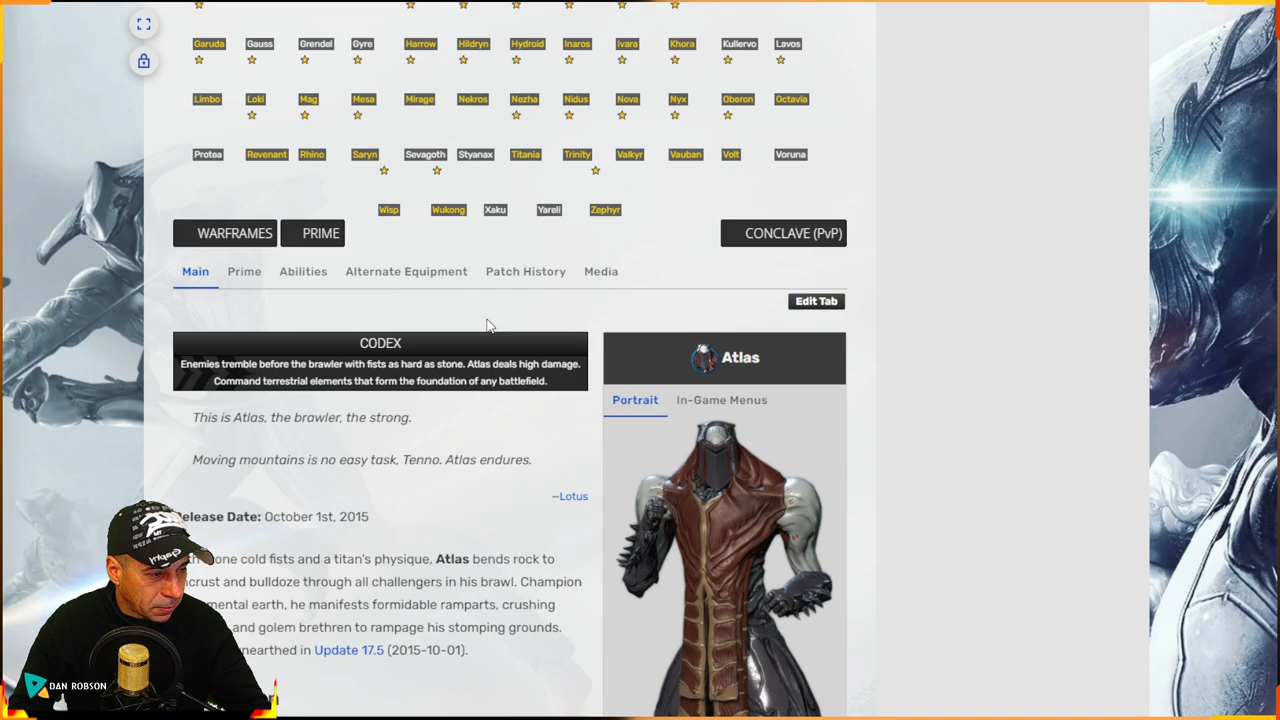 Garuda Gauss Grendel Gyre Harrow Hildryn Hydroid Inaros Ivara Khora Kullervo Lavos
Limbo Loki Mag Mesa Mirage Nekros Nezha Nidus Nova Nyx Oberon Octavia
Protea Revenant Rhino Saryn Sevagoth Styanax Titania Trinity Valkyr Vauban Volt Voruna
Wisp Wukong Xaku Yareli Zephyr
WARFRAMES PRIME CONCLAVE (PvP)
Main Prime Abilities Alternate Equipment Patch History Media
Edit Tab
CODEX
Enemies tremble before the brawler with fists as hard as stone. Atlas deals high damage.
Command terrestrial elements that form the foundation of any battlefield.
Atlas
Portrait In-Game Menus
This is Atlas, the brawler, the strong.
Moving mountains is no easy task, Tenno. Atlas endures.
—Lotus
elease Date: October 1st, 2015
one cold fists and a titan's physique, Atlas bends rock to
ncrust and bulldoze through all challengers in his brawl. Champion
mental earth, he manifests formidable ramparts, crushing
and golem brethren to rampage his stomping grounds.
nearthed in Update 17.5 (2015-10-01).
DAN ROBSON